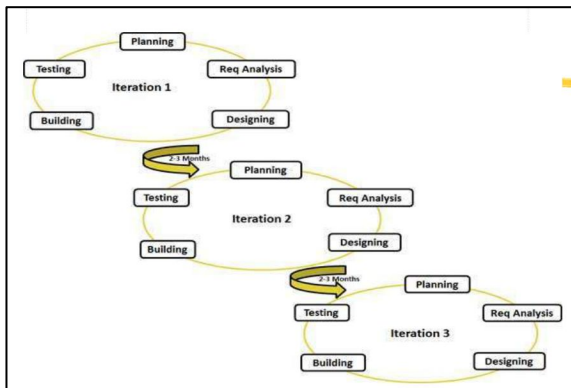 Planning
Testing
Req Analysis
Iteration 1
Building
Designing
2-3 Months
Planning
Testing
Req Analysis
Iteration 2
Building
Designing
2-3 Months
Planning
Testing
Req Analysis
Iteration 3
Building
Designing